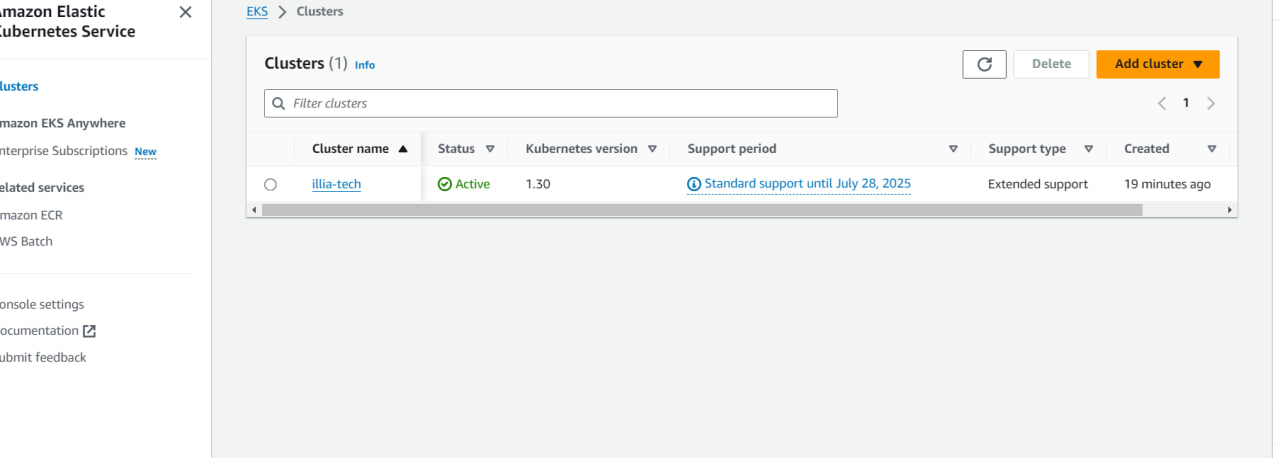 Amazon Elastic
Kubernetes Service
EKS > Clusters
Clusters (1) Info
Delete
Add cluster
Filter clusters
1
Cluster name Status Kubernetes version Support period Support type Created
illia-tech Active 1.30 Standard support until July 28, 2025 Extended support 19 minutes ago
lusters
mazon EKS Anywhere
nterprise Subscriptions New
elated services
mazon ECR
WS Batch
onsole settings
ocumentation
ubmit feedback